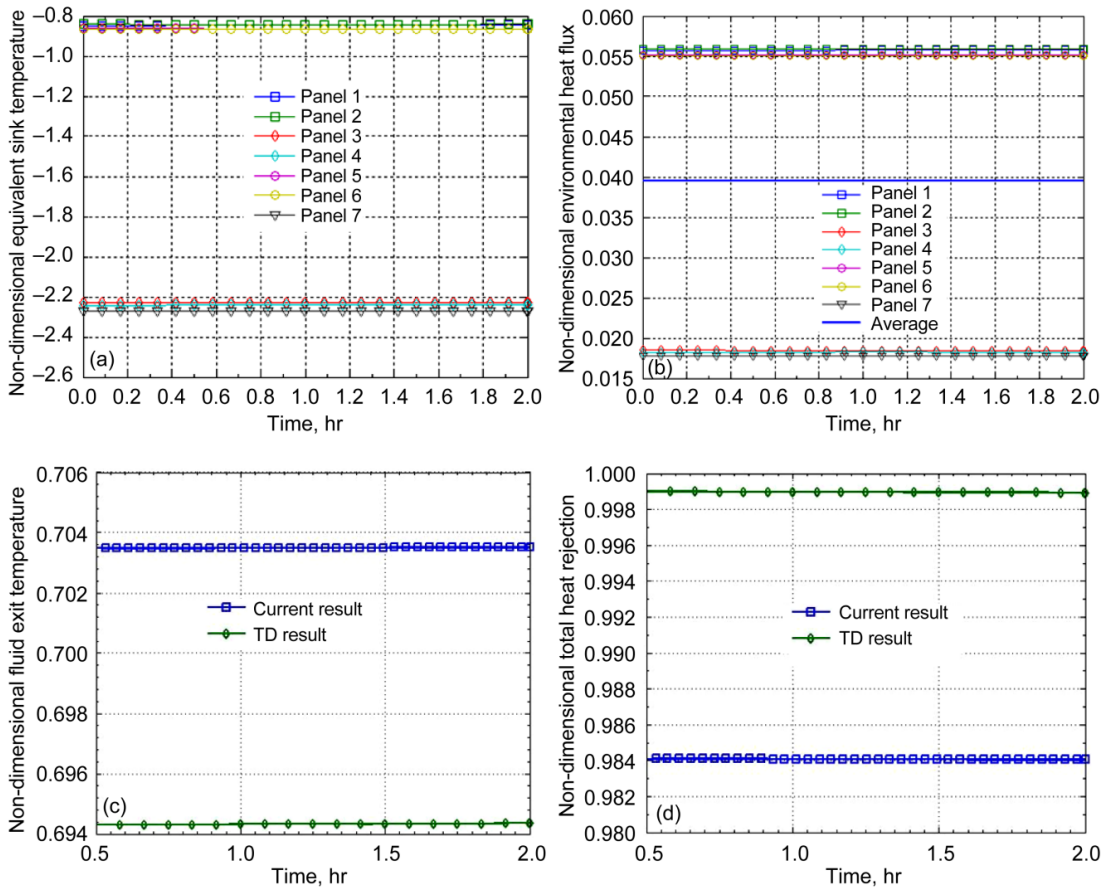 Non-dimensional equivalent sink temperature
–0.8
–1.0
–1.2
–1.4
–1.6
–1.8
–2.0
–2.2
–2.4
–2.6
Panel 1
Panel 2
Panel 3
Panel 4
Panel 5
Panel 6
Panel 7
(a)
0.0 0.2 0.4 0.6 0.8 1.0 1.2 1.4 1.6 1.8 2.0
Time, hr
Non-dimensional environmental heat flux
0.060
0.055
0.050
0.045
0.040
0.035
0.030
0.025
0.020
0.015
Panel 1
Panel 2
Panel 3
Panel 4
Panel 5
Panel 6
Panel 7
Average
(b)
0.0 0.2 0.4 0.6 0.8 1.0 1.2 1.4 1.6 1.8 2.0
Time, hr
Non-dimensional fluid exit temperature
0.706
0.704
0.702
0.700
0.698
0.696
0.694
Current result
TD result
(c)
0.5 1.0 1.5 2.0
Time, hr
Non-dimensional total heat rejection
1.000
0.998
0.996
0.994
0.992
0.990
0.988
0.986
0.984
0.982
0.980
Current result
TD result
(d)
0.5 1.0 1.5 2.0
Time, hr